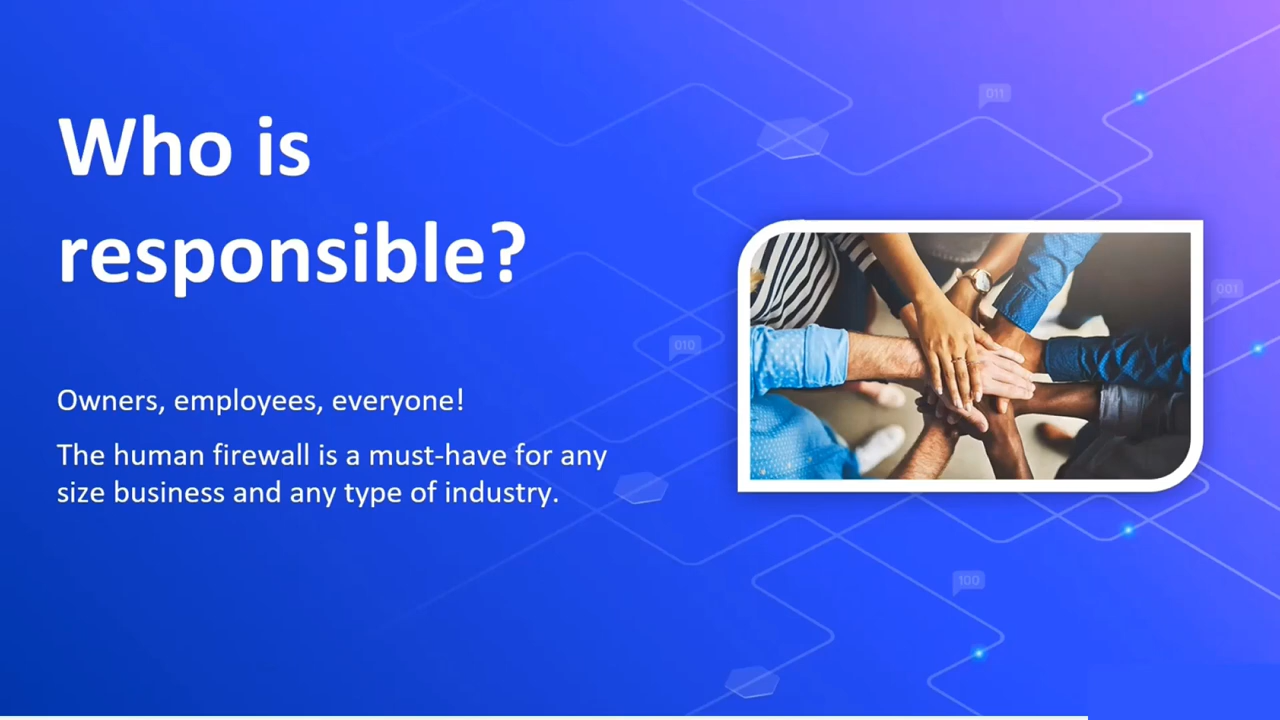 Who is
responsible?
Owners, employees, everyone!
The human firewall is a must-have for any
size business and any type of industry.
011
001
010
100